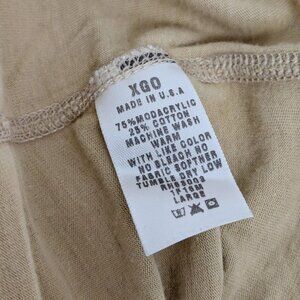 XGO
MADE IN U.S.A
75%MODACRYLIC
25% COTTON
MACHINE WASH
WARM
WITH LIKE COLOR
NO BLEACH NO
FABRIC SOFTNER
TUMBLE DRY LOW
1F16M
LARGE